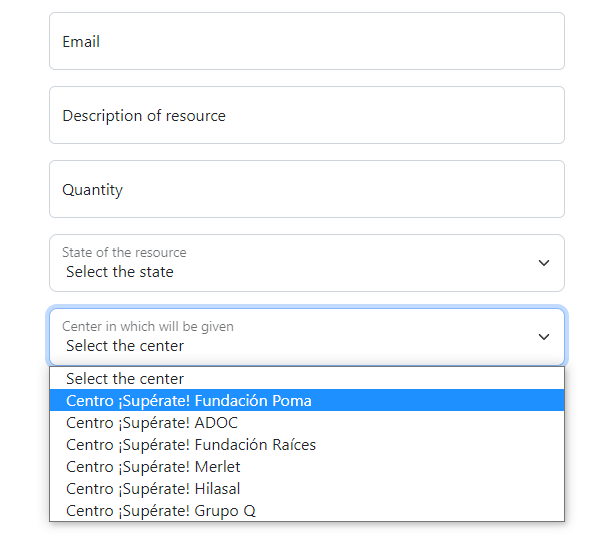 Email
Description of resource
Quantity
State of the resource
Select the state
Center in which will be given
Select the center
Select the center
Centro ¡Supérate! Fundación Poma
Centro ¡Supérate! ADOC
Centro ¡Supérate! Fundación Raíces
Centro ¡Supérate! Merlet
Centro ¡Supérate! Hilasal
Centro ¡Supérate! Grupo Q